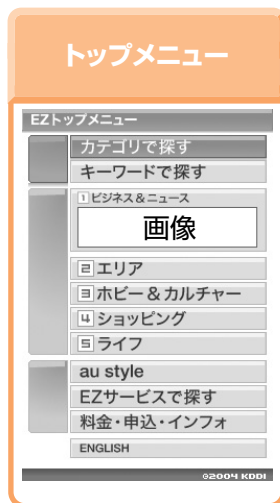 トップメニュー
EZトップメニュー
カテゴリで探す
キーワードで探す
1 ビジネス＆ニュース
画像
2 エリア
3 ホビー＆カルチャー
4 ショッピング
5 ライフ
au style
EZサービスで探す
料金・申込・インフォ
ENGLISH
©2004 KDDI